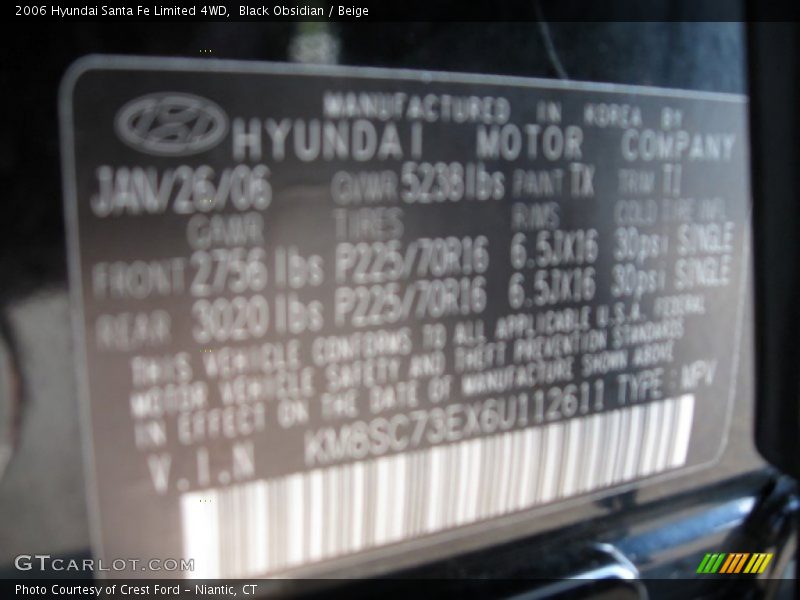 2006 Hyundai Santa Fe Limited 4WD, Black Obsidian / Beige
MANUFACTURED IN KOREA BY
HYUNDAI MOTOR COMPANY
JAN/26/06 GVWR 5238 lbs PAINT TX TRIM TI
GAWR TIRES RIMS COLD TIRE INFL
FRONT 2756 lbs P225/70R16 6.5JX16 30psi SINGLE
REAR 3020 lbs P225/70R16 6.5JX16 30psi SINGLE
THIS VEHICLE CONFORMS TO ALL APPLICABLE U.S.A. FEDERAL
MOTOR VEHICLE SAFETY AND THEFT PREVENTION STANDARDS
IN EFFECT ON THE DATE OF MANUFACTURE SHOWN ABOVE
V.I.N KM8SC73EX6U112611 TYPE : MPV
GTCARLOT.COM
Photo Courtesy of Crest Ford - Niantic, CT